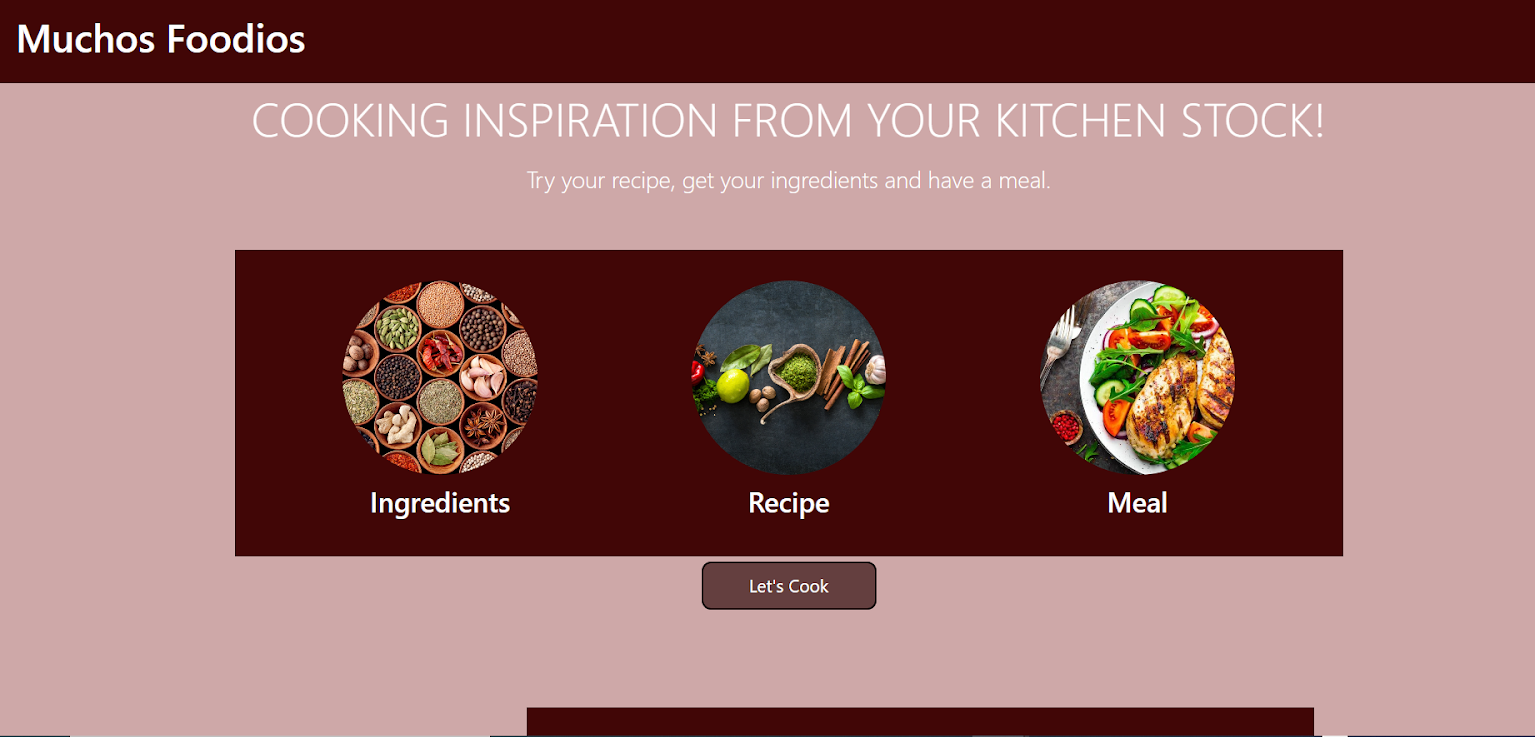 Muchos Foodios
COOKING INSPIRATION FROM YOUR KITCHEN STOCK!
Try your recipe, get your ingredients and have a meal.
Ingredients
Recipe
Meal
Let's Cook